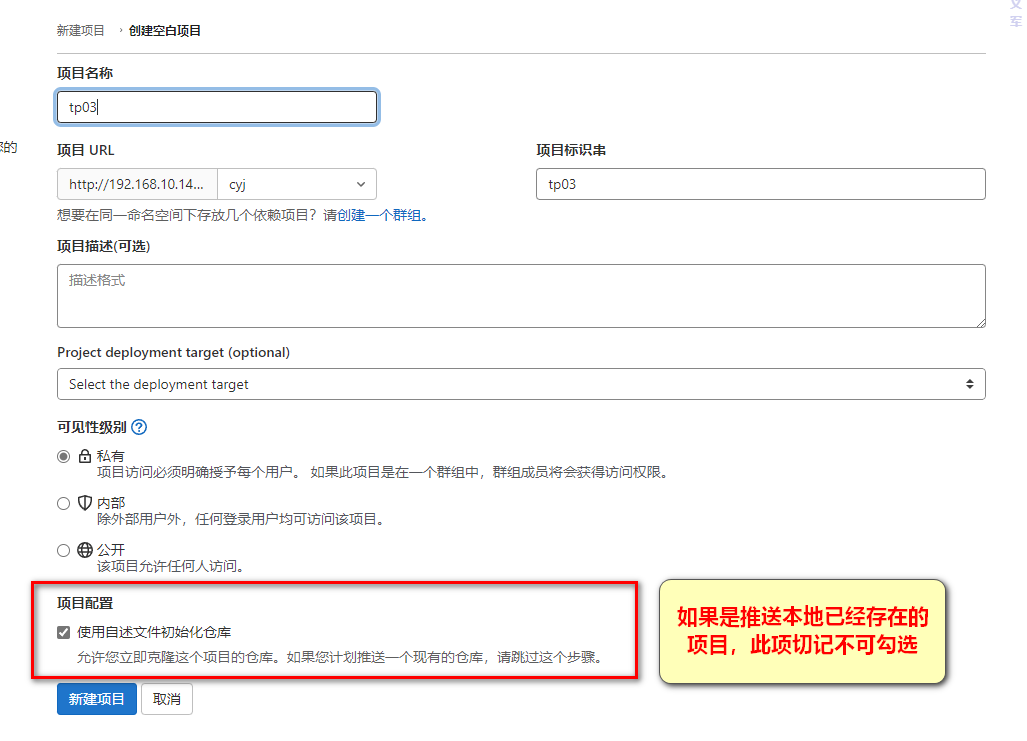 新建项目 › 创建空白项目
项目名称
tp03
您的
项目 URL
项目标识串
http://192.168.10.14... cyj
tp03
想要在同一命名空间下存放几个依赖项目？请创建一个群组。
项目描述(可选)
描述格式
Project deployment target (optional)
Select the deployment target
可见性级别
私有
项目访问必须明确授予每个用户。 如果此项目是在一个群组中，群组成员将会获得访问权限。
内部
除外部用户外，任何登录用户均可访问该项目。
公开
该项目允许任何人访问。
项目配置
使用自述文件初始化仓库
允许您立即克隆这个项目的仓库。如果您计划推送一个现有的仓库，请跳过这个步骤。
如果是推送本地已经存在的
项目，此项切记不可勾选
新建项目 取消